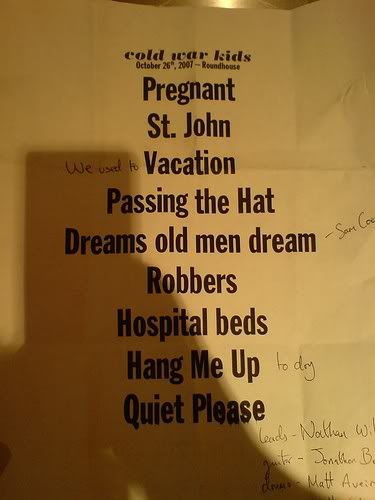 cold war kids
October 26th, 2007 – Roundhouse
Pregnant
St. John
We used to Vacation
Passing the Hat
Dreams old men dream - Sam
Robbers
Hospital beds
Hang Me Up to dry
Quiet Please
leads - Nathan
guitar - Jonathan
drums - Matt